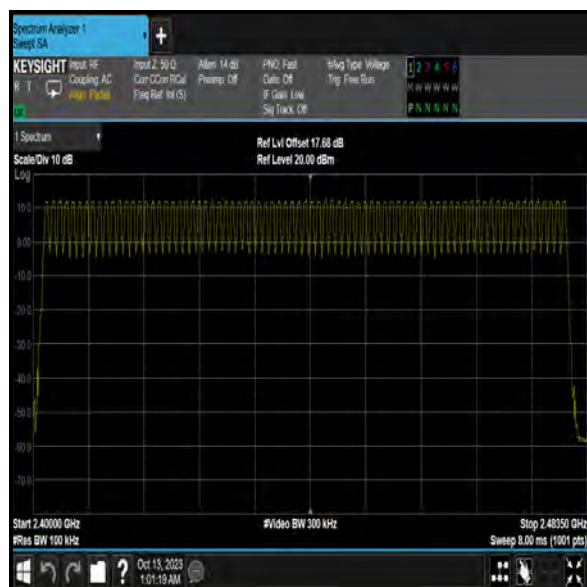 Spectrum Analyzer 1
Swept SA
+
KEYSIGHT Input: RF Input Z: 50 Ω Atten: 14 dB PNO: Fast #Avg Type: Voltage 1 2 3 4 5 6
R T Coupling: AC Corr CCorr RCal Preamp: Off Gate: Off Trig: Free Run M W W W W W
Align: Partial Freq Ref: Int (S) IF Gain: Low
Sig Track: Off P N N N N N
1 Spectrum
Ref Lvl Offset 17.68 dB
Scale/Div 10 dB Ref Level 20.00 dBm
Log
10.0
0.00
-10.0
-20.0
-30.0
-40.0
-50.0
-60.0
-70.0
Start 2.40000 GHz #Video BW 300 kHz Stop 2.48350 GHz
#Res BW 100 kHz Sweep 8.00 ms (1001 pts)
? Oct 13, 2023
1:01:19 AM